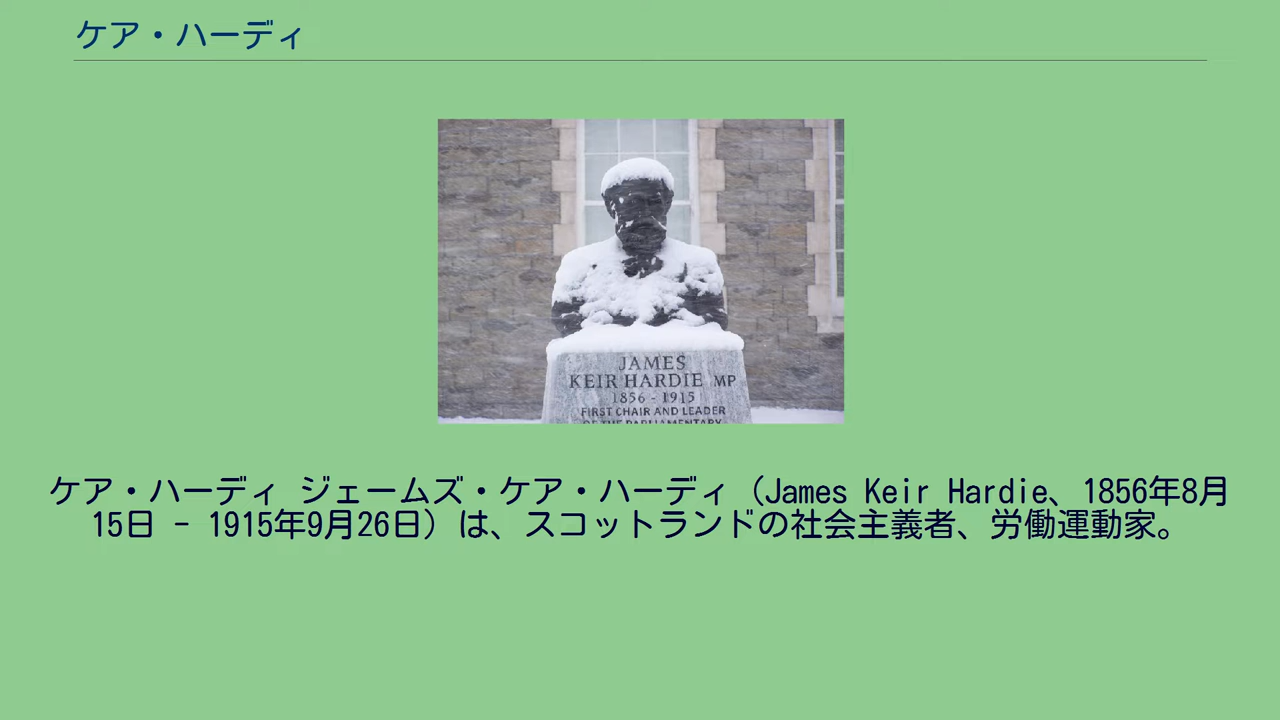 ケア・ハーディ
JAMES
KEIR HARDIE MP
1856 - 1915
FIRST CHAIR AND LEADER
OF THE PARLIAMENTARY
ケア・ハーディ ジェームズ・ケア・ハーディ（James Keir Hardie、1856年8月
15日 - 1915年9月26日）は、スコットランドの社会主義者、労働運動家。